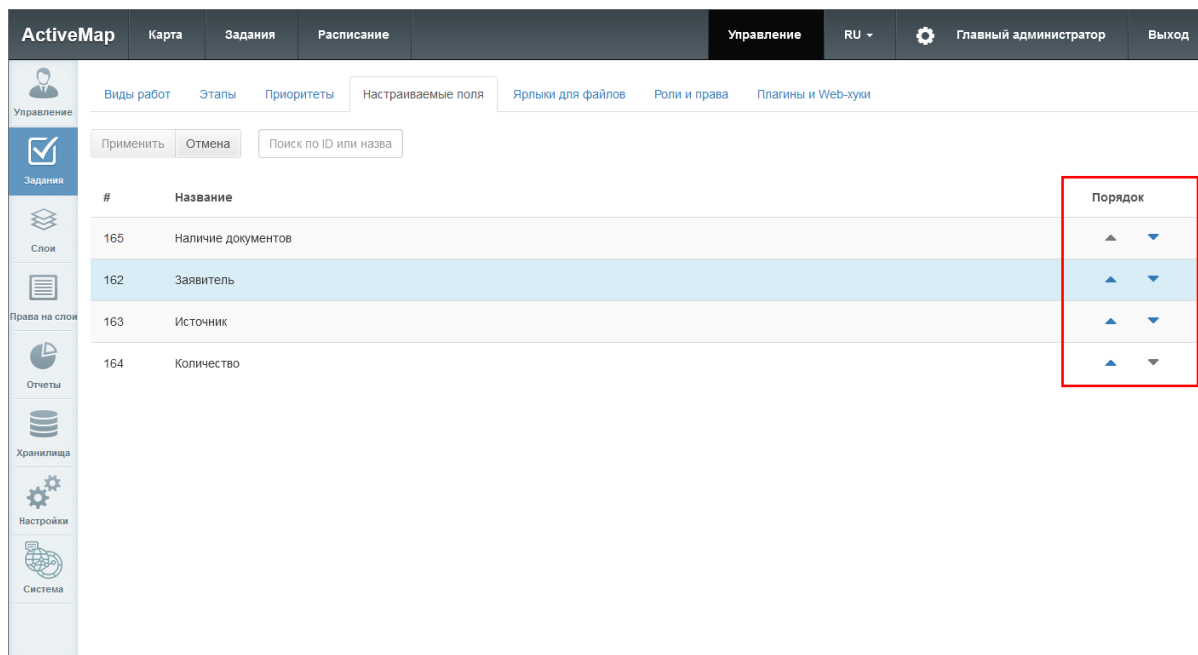 ActiveMap Карта Задания Расписание Управление RU Главный администратор Выход
Управление
Задания
Слои
Права на слои
Отчеты
Хранилища
Настройки
Система
Виды работ Этапы Приоритеты Настраиваемые поля Ярлыки для файлов Роли и права Плагины и Web-хуки
Применить Отмена Поиск по ID или назва
# Название Порядок
165 Наличие документов
162 Заявитель
163 Источник
164 Количество